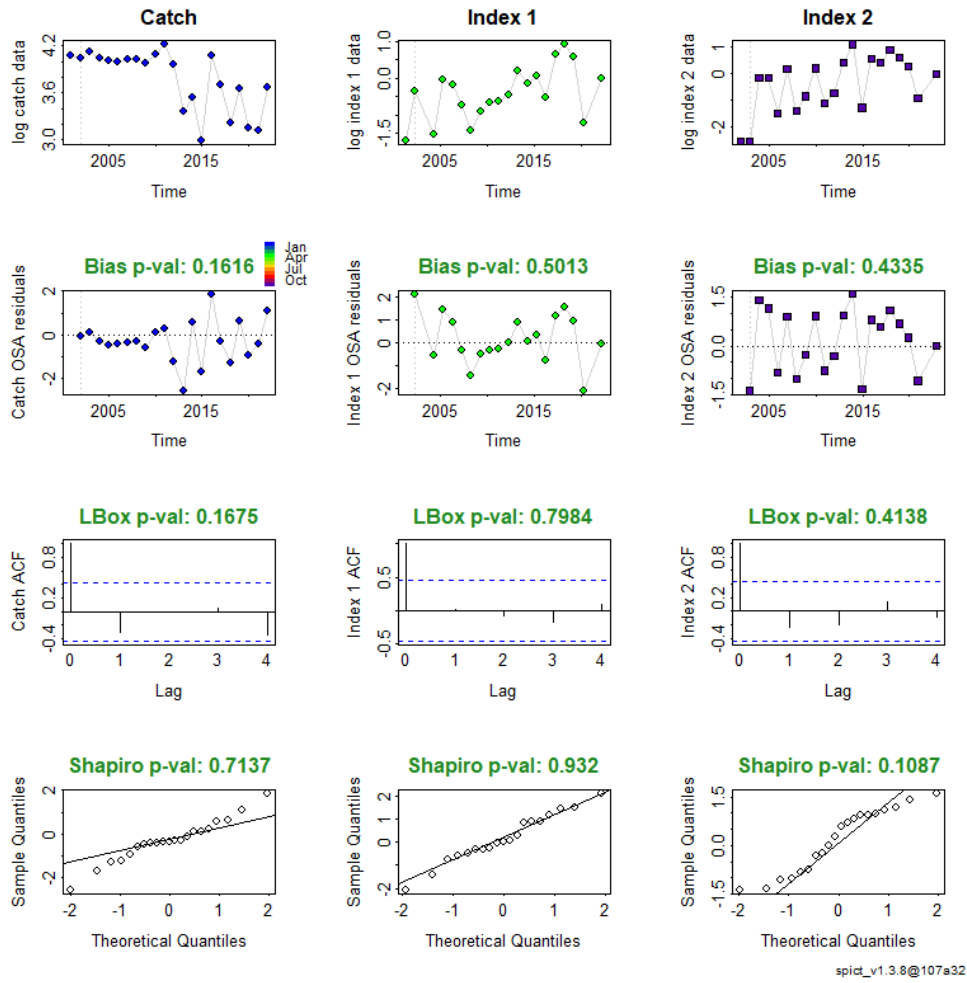 Catch
Index 1
Index 2
log catch data
3.0 3.6 4.2
2005 2015
Time
log index 1 data
-1.5 0.0 1.0
2005 2015
Time
log index 2 data
-2 0 1
2005 2015
Time
Jan
Apr
Jul
Oct
Bias p-val: 0.1616
Bias p-val: 0.5013
Bias p-val: 0.4335
Catch OSA residuals
-2 0 2
2005 2015
Time
Index 1 OSA residuals
-2 0 1 2
2005 2015
Time
Index 2 OSA residuals
-1.5 0.0 1.5
2005 2015
Time
LBox p-val: 0.1675
LBox p-val: 0.7984
LBox p-val: 0.4138
Catch ACF
-0.4 0.2 0.8
0 1 2 3 4
Lag
Index 1 ACF
-0.5 0.5
0 1 2 3 4
Lag
Index 2 ACF
-0.4 0.2 0.8
0 1 2 3 4
Lag
Shapiro p-val: 0.7137
Shapiro p-val: 0.932
Shapiro p-val: 0.1087
Sample Quantiles
-2 0 2
-2 -1 0 1 2
Theoretical Quantiles
Sample Quantiles
-2 0 1 2
-2 -1 0 1 2
Theoretical Quantiles
Sample Quantiles
-1.5 0.0 1.5
-2 -1 0 1 2
Theoretical Quantiles
spict_v1.3.8@107a32